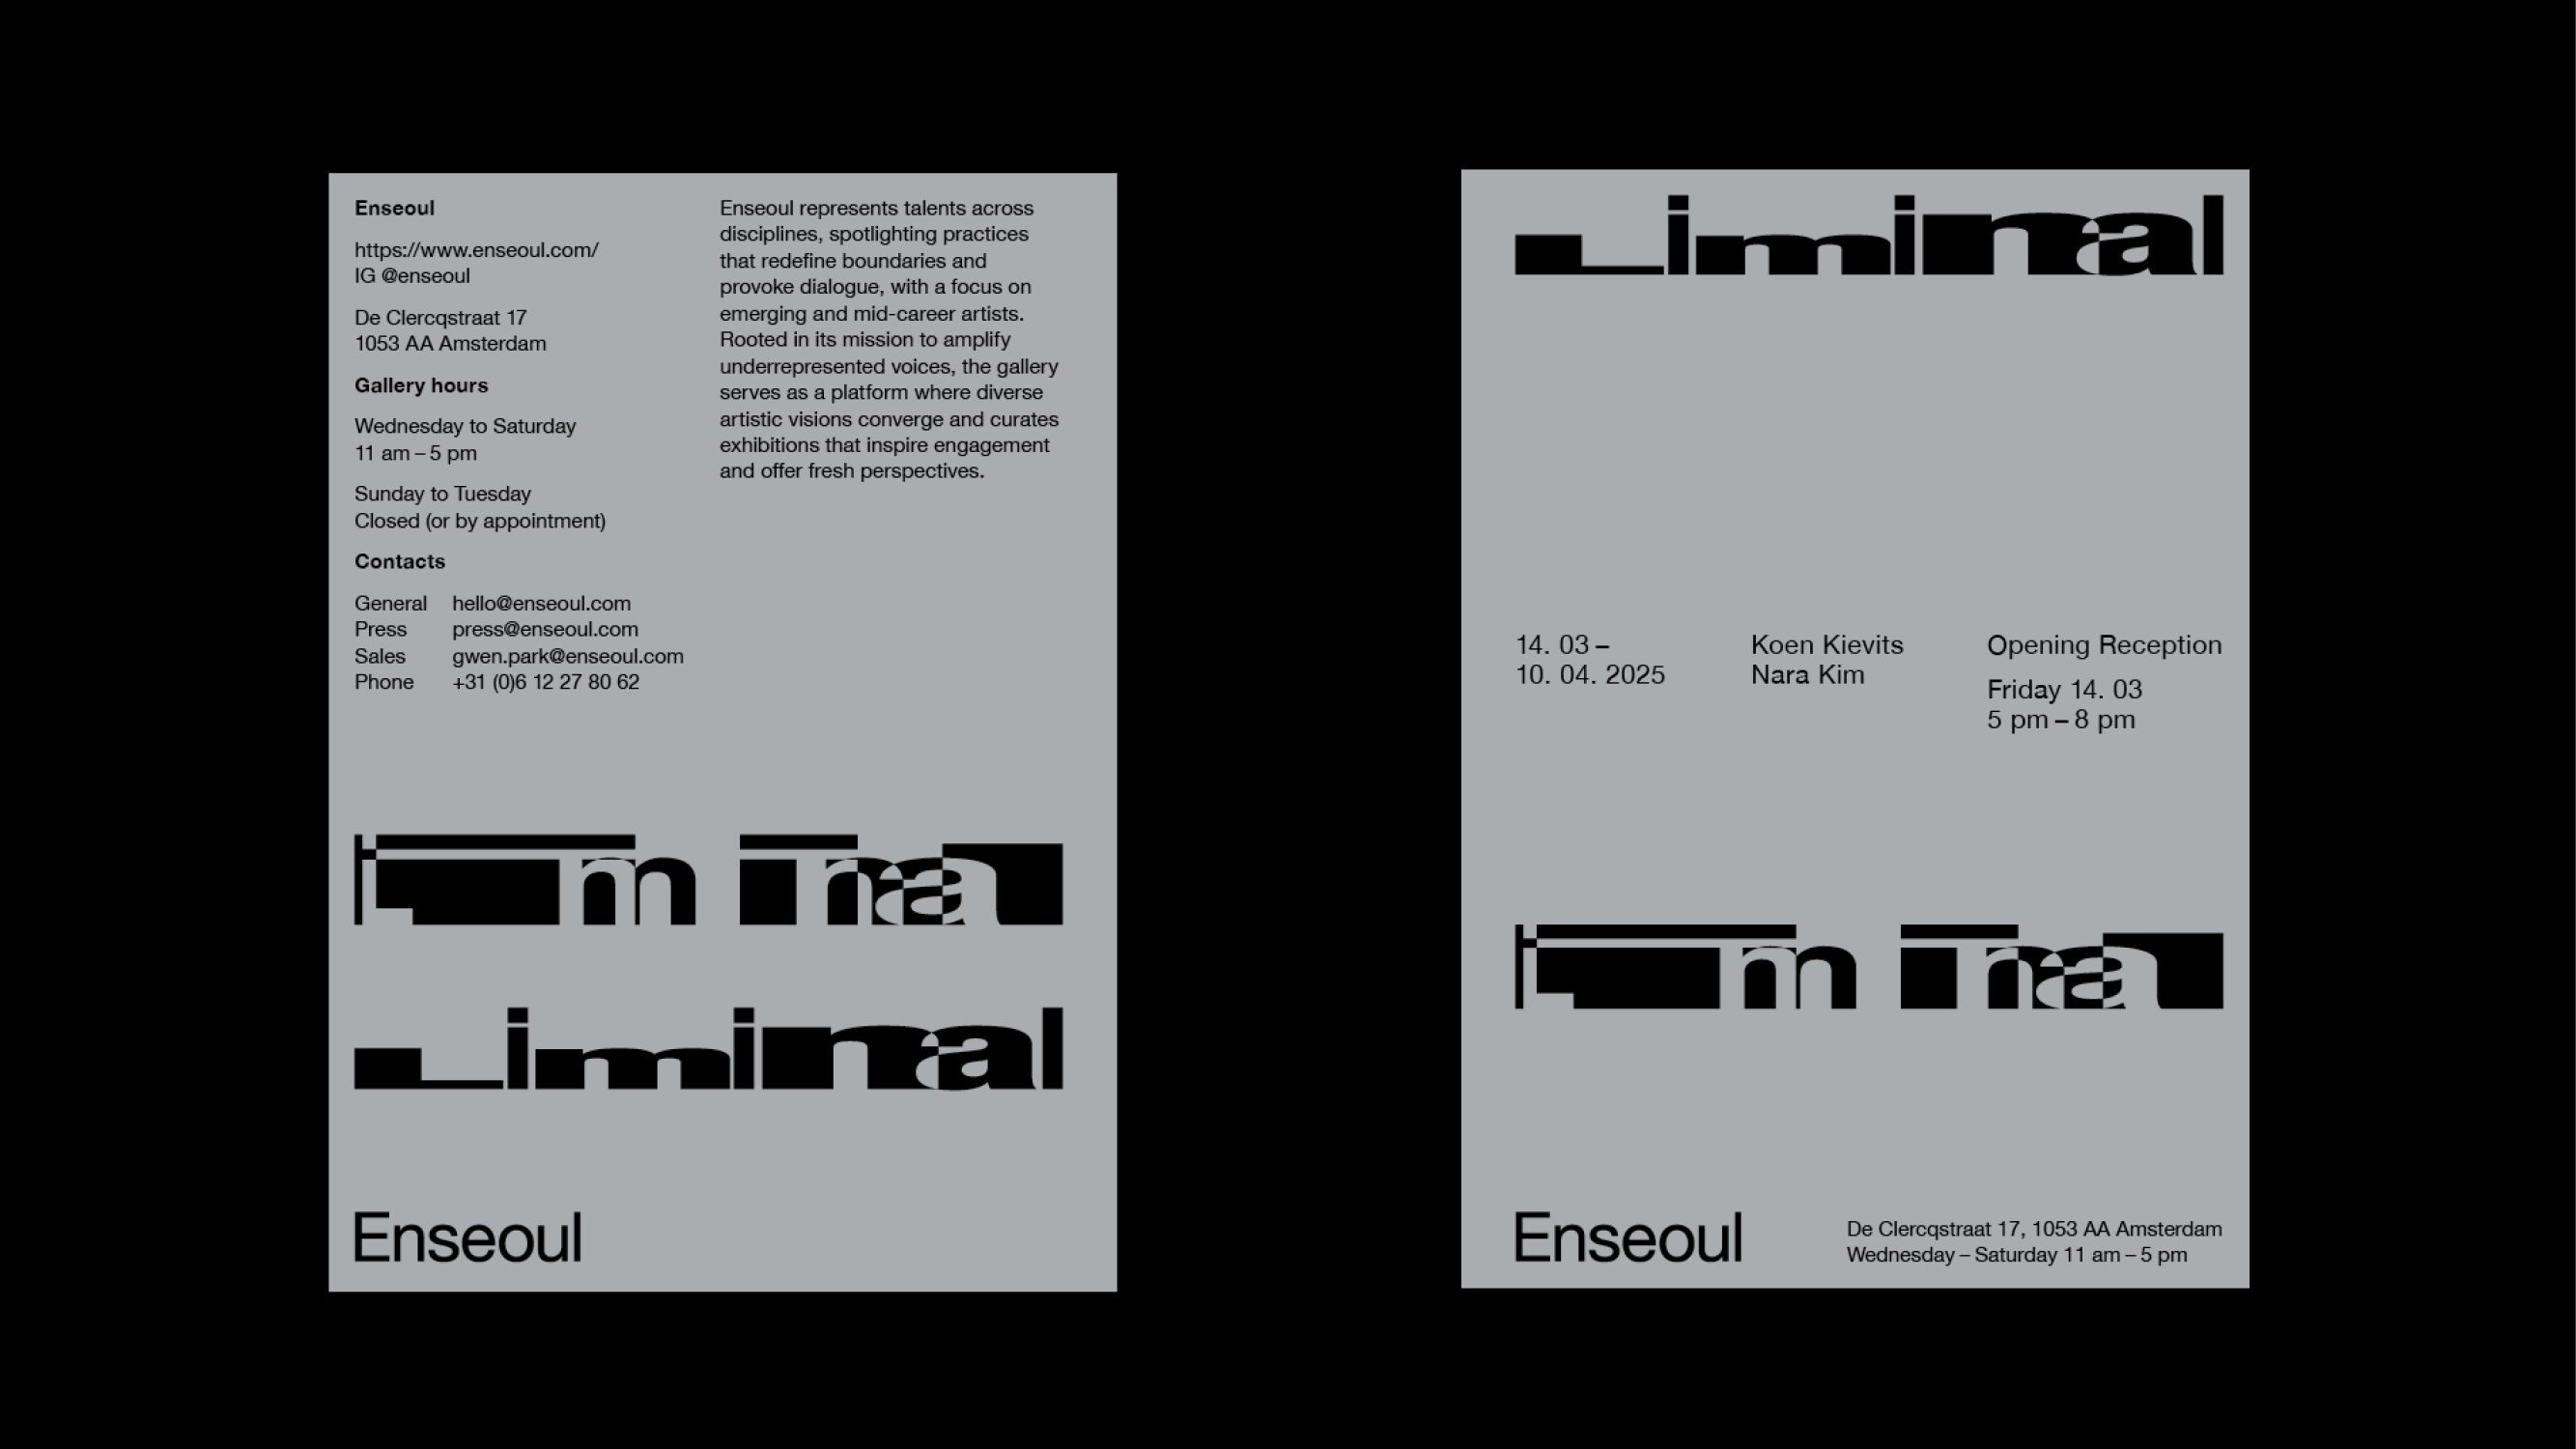 Enseoul
https://www.enseoul.com/
IG @enseoul
De Clercqstraat 17
1053 AA Amsterdam
Gallery hours
Wednesday to Saturday
11 am – 5 pm
Sunday to Tuesday
Closed (or by appointment)
Contacts
General hello@enseoul.com
Press press@enseoul.com
Sales gwen.park@enseoul.com
Phone +31 (0)6 12 27 80 62
Enseoul represents talents across
disciplines, spotlighting practices
that redefine boundaries and
provoke dialogue, with a focus on
emerging and mid-career artists.
Rooted in its mission to amplify
underrepresented voices, the gallery
serves as a platform where diverse
artistic visions converge and curates
exhibitions that inspire engagement
and offer fresh perspectives.
Liminal
Enseoul
Liminal
14. 03 –
10. 04. 2025
Koen Kievits
Nara Kim
Opening Reception
Friday 14. 03
5 pm – 8 pm
Enseoul
De Clercqstraat 17, 1053 AA Amsterdam
Wednesday – Saturday 11 am – 5 pm